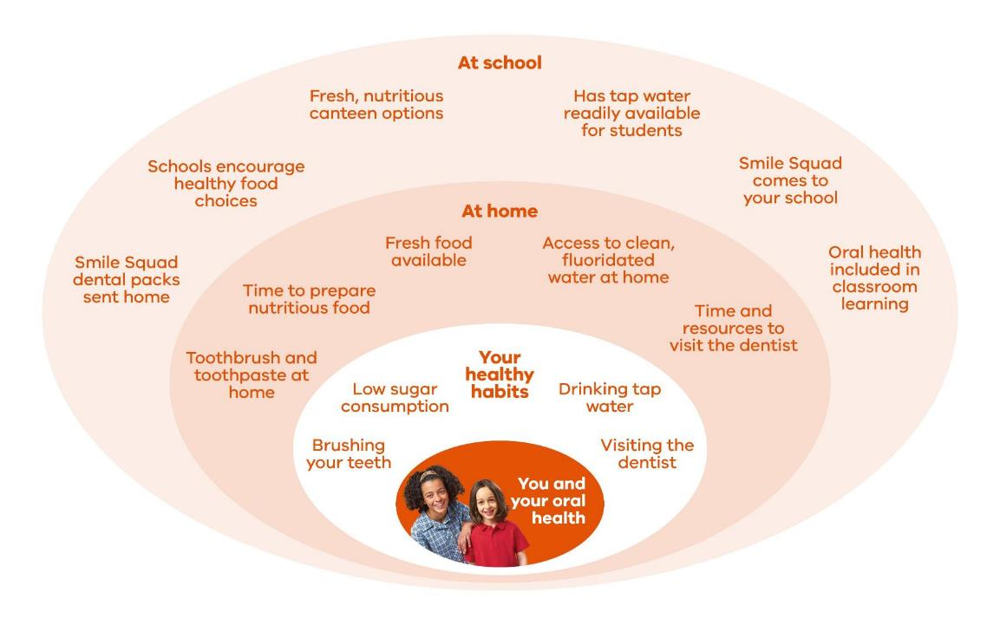 At school
Fresh, nutritious
canteen options
Has tap water
readily available
for students
Schools encourage
healthy food
choices
Smile Squad
comes to
your school
Smile Squad
dental packs
sent home
Oral health
included in
classroom
learning
At home
Fresh food
available
Access to clean,
fluoridated
water at home
Time to prepare
nutritious food
Time and
resources to
visit the dentist
Toothbrush and
toothpaste at
home
Your
healthy
habits
Low sugar
consumption
Drinking tap
water
Brushing
your teeth
Visiting the
dentist
You and
your oral
health